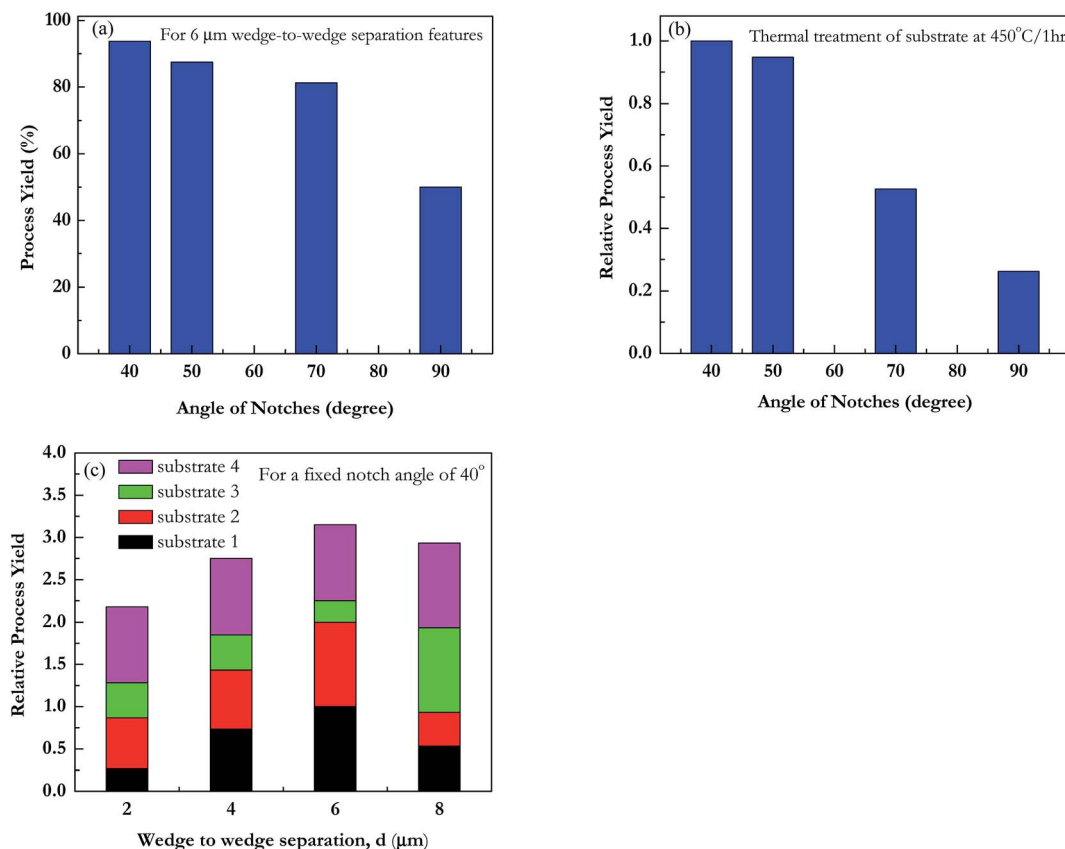 (a)
For 6 μm wedge-to-wedge separation features
100
80
60
40
20
0
Process Yield (%)
40 50 60 70 80 90
Angle of Notches (degree)
(b)
Thermal treatment of substrate at 450°C/1hr
1.0
0.8
0.6
0.4
0.2
0.0
Relative Process Yield
40 50 60 70 80 90
Angle of Notches (degree)
(c)
For a fixed notch angle of 40°
substrate 4
substrate 3
substrate 2
substrate 1
4.0
3.5
3.0
2.5
2.0
1.5
1.0
0.5
0.0
Relative Process Yield
2 4 6 8
Wedge to wedge separation, d (μm)